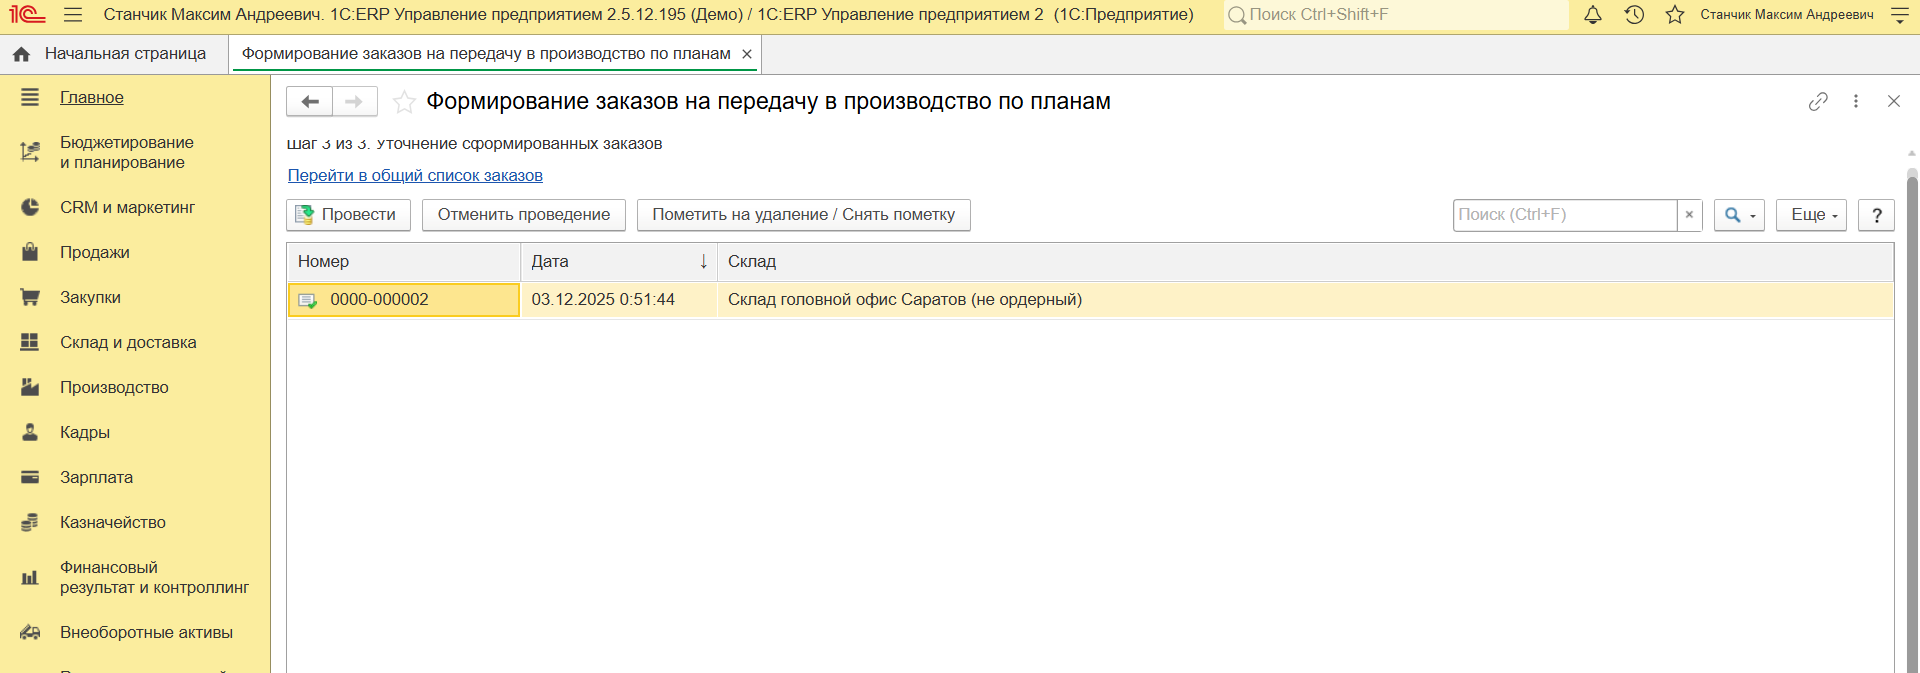 1С Станчик Максим Андреевич. 1С:ERP Управление предприятием 2.5.12.195 (Демо) / 1С:ERP Управление предприятием 2 (1С:Предприятие) Поиск Ctrl+Shift+F Станчик Максим Андреевич
Начальная страница Формирование заказов на передачу в производство по планам ×
Главное
Бюджетирование
и планирование
CRM и маркетинг
Продажи
Закупки
Склад и доставка
Производство
Кадры
Зарплата
Казначейство
Финансовый
результат и контроллинг
Внеоборотные активы
Формирование заказов на передачу в производство по планам
Шаг 3 из 3. Уточнение сформированных заказов
Перейти в общий список заказов
Провести Отменить проведение Пометить на удаление / Снять пометку Поиск (Ctrl+F) × Еще ?
Номер Дата ↓ Склад
0000-000002 03.12.2025 0:51:44 Склад головной офис Саратов (не ордерный)